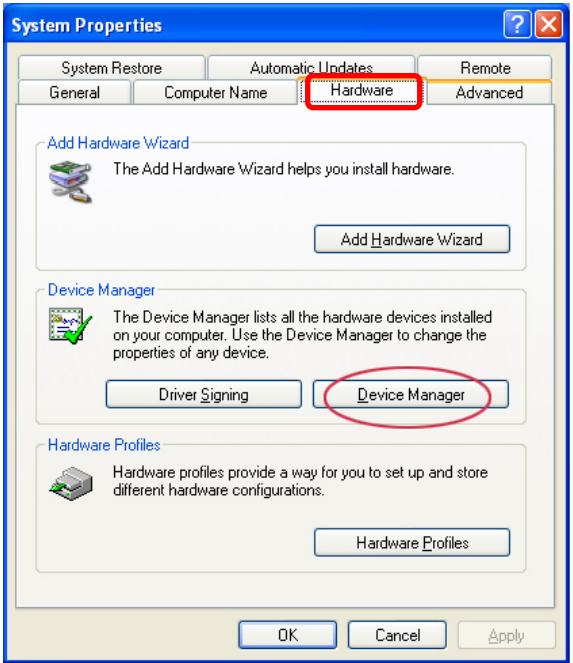 System Properties
System Restore
Automatic Updates
Remote
General
Computer Name
Hardware
Advanced
Add Hardware Wizard
The Add Hardware Wizard helps you install hardware.
Add Hardware Wizard
Device Manager
The Device Manager lists all the hardware devices installed
on your computer. Use the Device Manager to change the
properties of any device.
Driver Signing
Device Manager
Hardware Profiles
Hardware profiles provide a way for you to set up and store
different hardware configurations.
Hardware Profiles
OK
Cancel
Apply